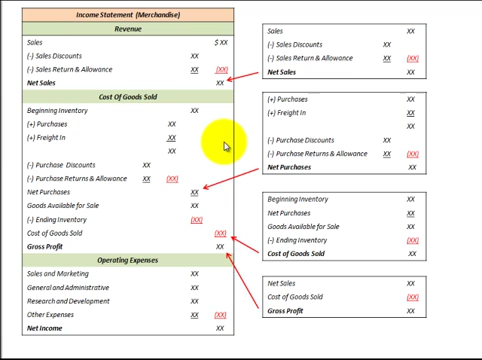 Income Statement (Merchandise)
Revenue
Sales $ XX
(-) Sales Discounts XX
(-) Sales Return & Allowance XX (XX)
Net Sales XX
Cost Of Goods Sold
Beginning Inventory XX
(+) Purchases XX
(+) Freight In XX
XX
(-) Purchase Discounts XX
(-) Purchase Returns & Allowance XX (XX)
Net Purchases XX
Goods Available for Sale XX
(-) Ending Inventory (XX)
Cost of Goods Sold (XX)
Gross Profit XX
Operating Expenses
Sales and Marketing XX
General and Administrative XX
Research and Development XX
Other Expenses XX (XX)
Net Income XX
Sales XX
(-) Sales Discounts XX
(-) Sales Return & Allowance XX (XX)
Net Sales XX
(+) Purchases XX
(+) Freight In XX
XX
(-) Purchase Discounts XX
(-) Purchase Returns & Allowance XX (XX)
Net Purchases XX
Beginning Inventory XX
Net Purchases XX
Goods Available for Sale XX
(-) Ending Inventory (XX)
Cost of Goods Sold XX
Net Sales XX
Cost of Goods Sold (XX)
Gross Profit XX